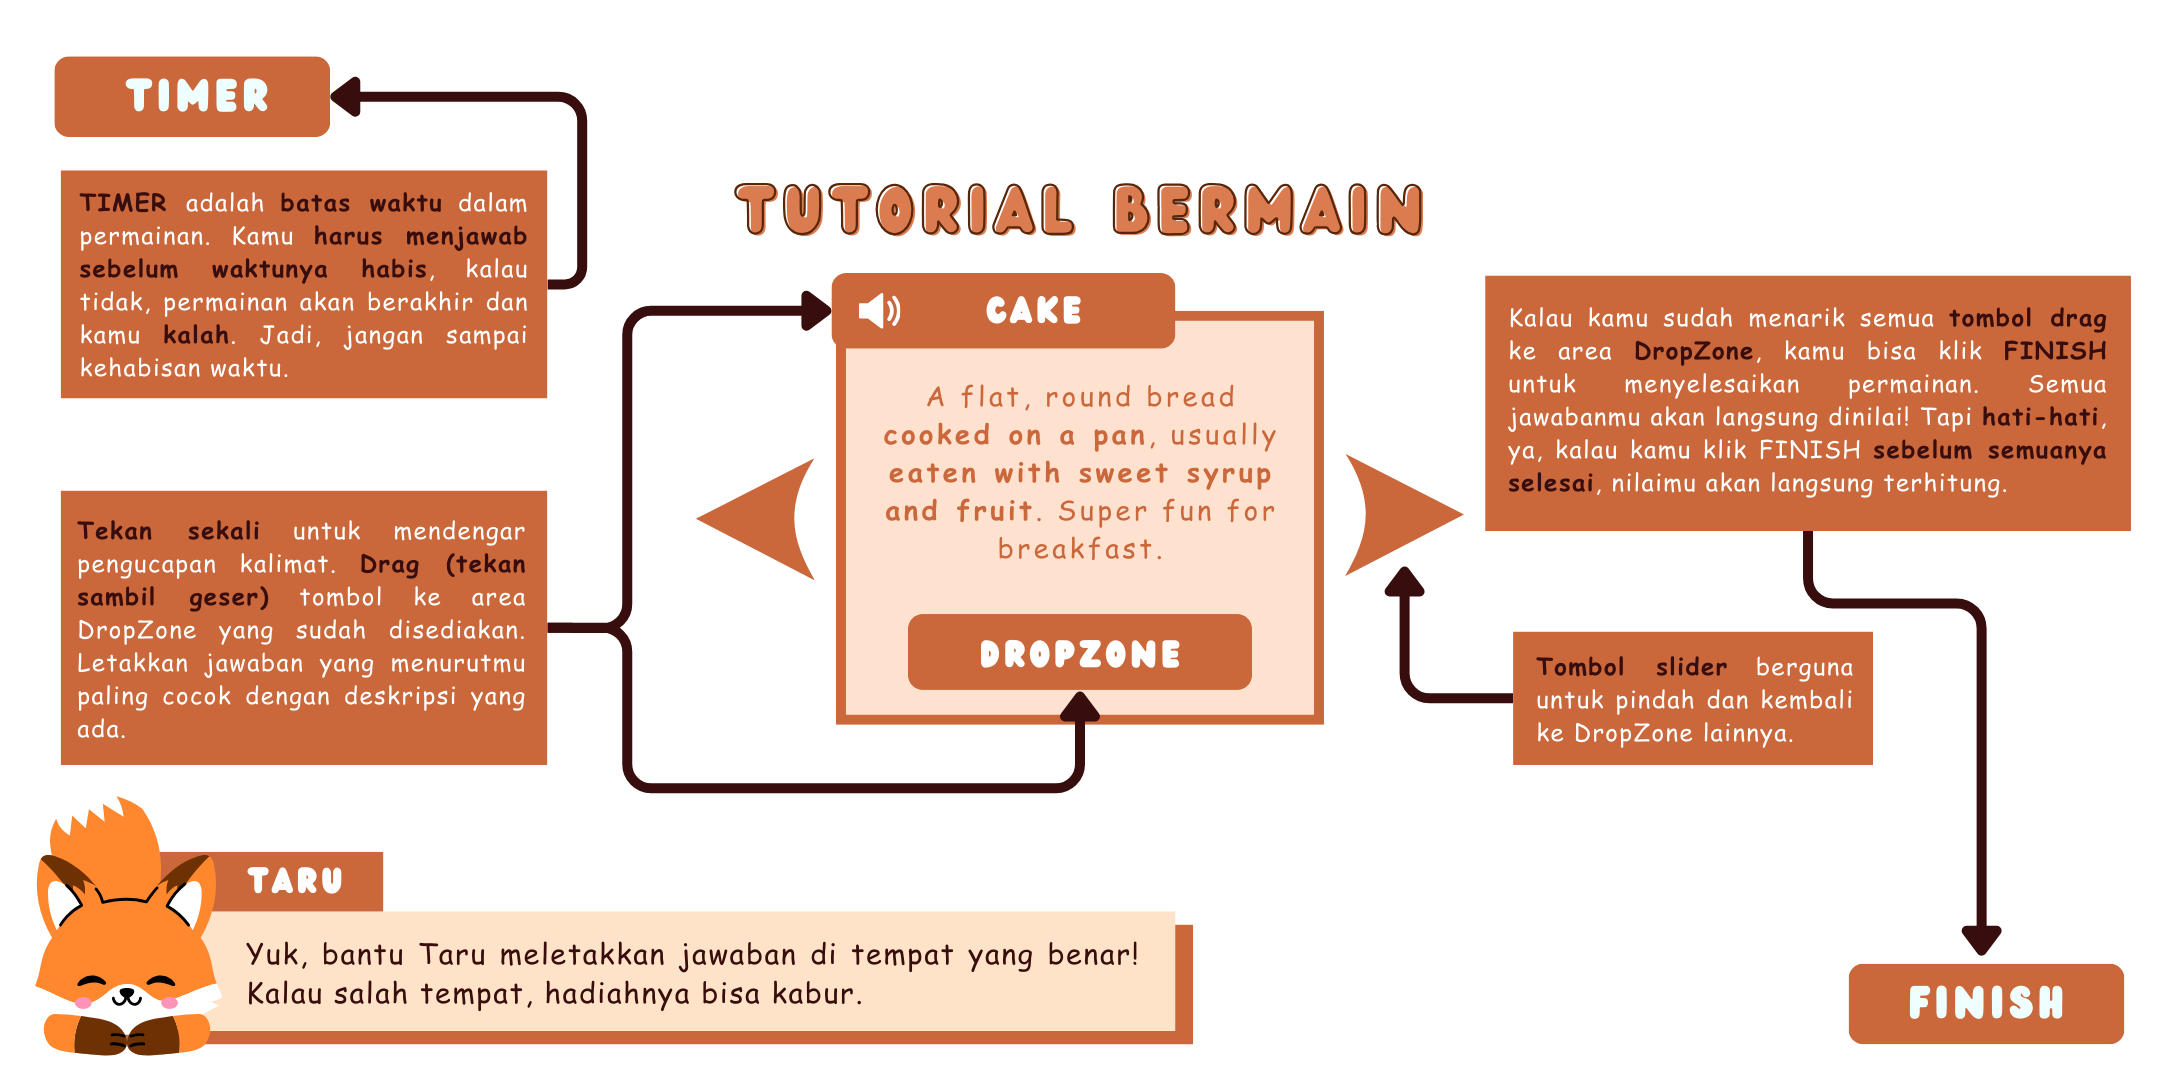 TIMER
TIMER adalah batas waktu dalam
permainan. Kamu harus menjawab
sebelum waktunya habis, kalau
tidak, permainan akan berakhir dan
kamu kalah. Jadi, jangan sampai
kehabisan waktu.
Tekan sekali untuk mendengar
pengucapan kalimat. Drag (tekan
sambil geser) tombol ke area
DropZone yang sudah disediakan.
Letakkan jawaban yang menurutmu
paling cocok dengan deskripsi yang
ada.
TUTORIAL BERMAIN
CAKE
A flat, round bread
cooked on a pan, usually
eaten with sweet syrup
and fruit. Super fun for
breakfast.
DROPZONE
Kalau kamu sudah menarik semua tombol drag
ke area DropZone, kamu bisa klik FINISH
untuk menyelesaikan permainan. Semua
jawabanmu akan langsung dinilai! Tapi hati-hati,
ya, kalau kamu klik FINISH sebelum semuanya
selesai, nilaimu akan langsung terhitung.
Tombol slider berguna
untuk pindah dan kembali
ke DropZone lainnya.
TARU
Yuk, bantu Taru meletakkan jawaban di tempat yang benar!
Kalau salah tempat, hadiahnya bisa kabur.
FINISH